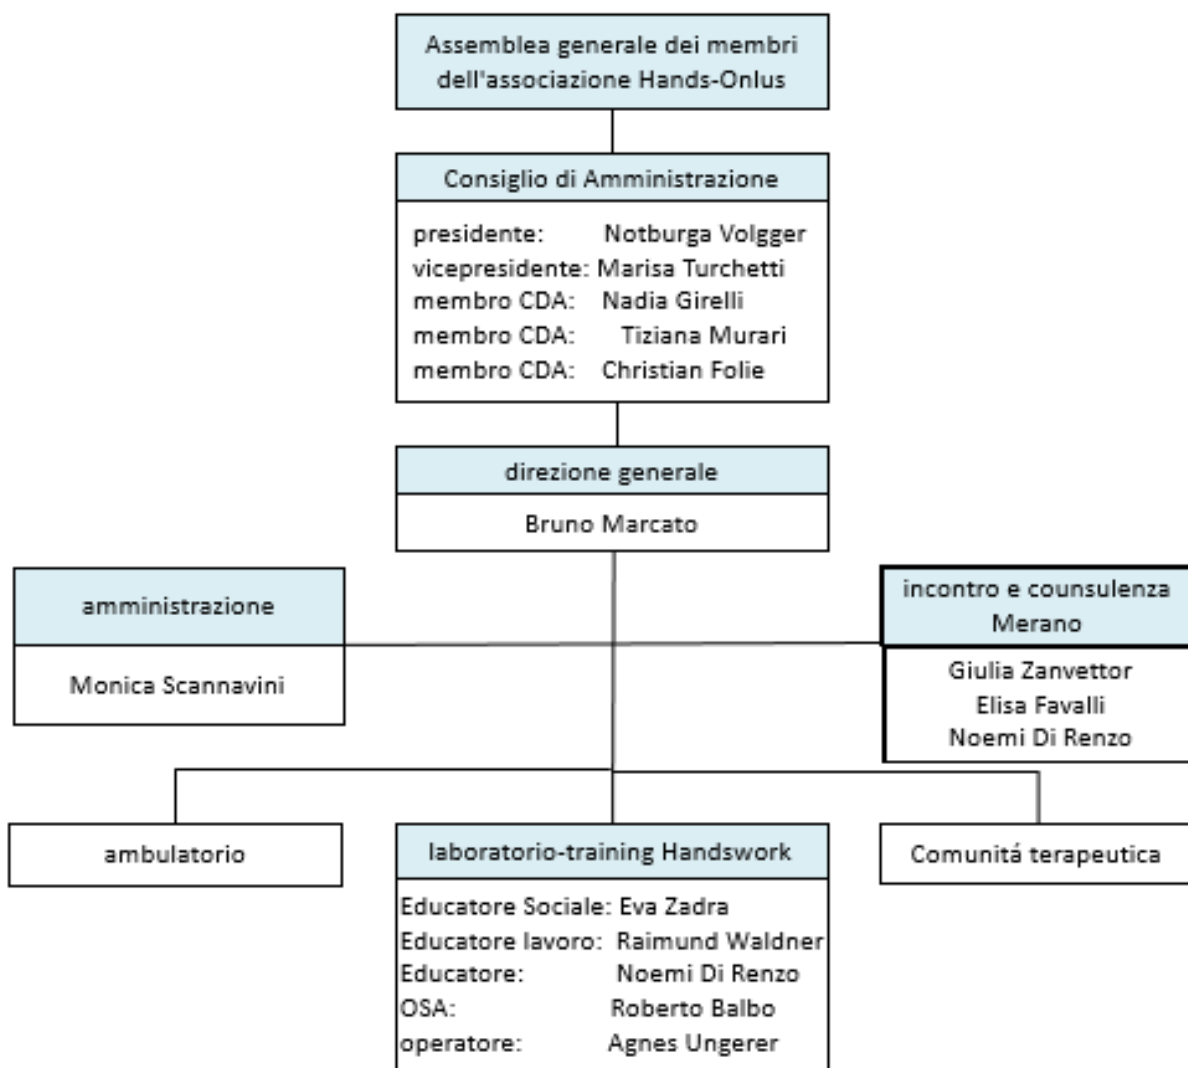 Assemblea generale dei membri
dell'associazione Hands-Onlus
Consiglio di Amministrazione
presidente: Notburga Volgger
vicepresidente: Marisa Turchetti
membro CDA: Nadia Girelli
membro CDA: Tiziana Murari
membro CDA: Christian Folie
direzione generale
Bruno Marcato
amministrazione
Monica Scannavini
incontro e counsulenza
Merano
Giulia Zanvettor
Elisa Favalli
Noemi Di Renzo
ambulatorio
laboratorio-training Handswork
Educatore Sociale: Eva Zadra
Educatore lavoro: Raimund Waldner
Educatore: Noemi Di Renzo
OSA: Roberto Balbo
operatore: Agnes Ungerer
Comunitá terapeutica